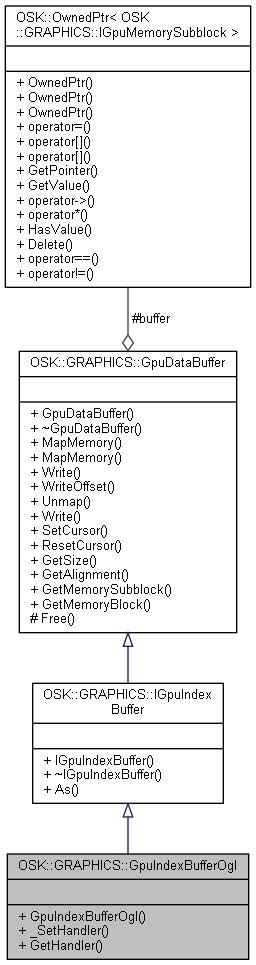 OSK::OwnedPtr< OSK
::GRAPHICS::IGpuMemorySubblock >
+ OwnedPtr()
+ OwnedPtr()
+ OwnedPtr()
+ operator=()
+ operator[]()
+ operator[]()
+ GetPointer()
+ GetValue()
+ operator->()
+ operator*()
+ HasValue()
+ Delete()
+ operator==()
+ operator!=()
#buffer
OSK::GRAPHICS::GpuDataBuffer
+ GpuDataBuffer()
+ ~GpuDataBuffer()
+ MapMemory()
+ MapMemory()
+ Write()
+ WriteOffset()
+ Unmap()
+ Write()
+ SetCursor()
+ ResetCursor()
+ GetSize()
+ GetAlignment()
+ GetMemorySubblock()
+ GetMemoryBlock()
# Free()
OSK::GRAPHICS::IGpuIndex
Buffer
+ IGpuIndexBuffer()
+ ~IGpuIndexBuffer()
+ As()
OSK::GRAPHICS::GpuIndexBufferOgl
+ GpuIndexBufferOgl()
+ _SetHandler()
+ GetHandler()